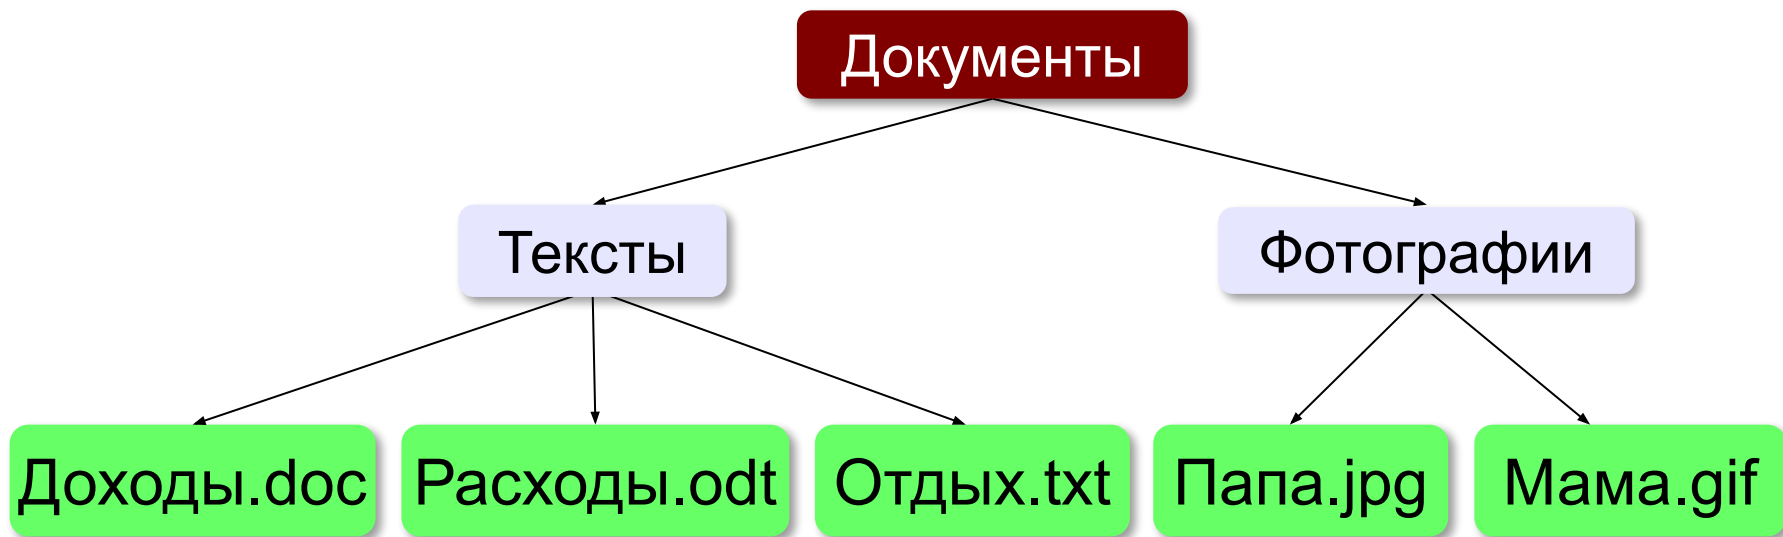 Документы
Тексты
Фотографии
Доходы.doc
Расходы.odt
Отдых.txt
Папа.jpg
Мама.gif